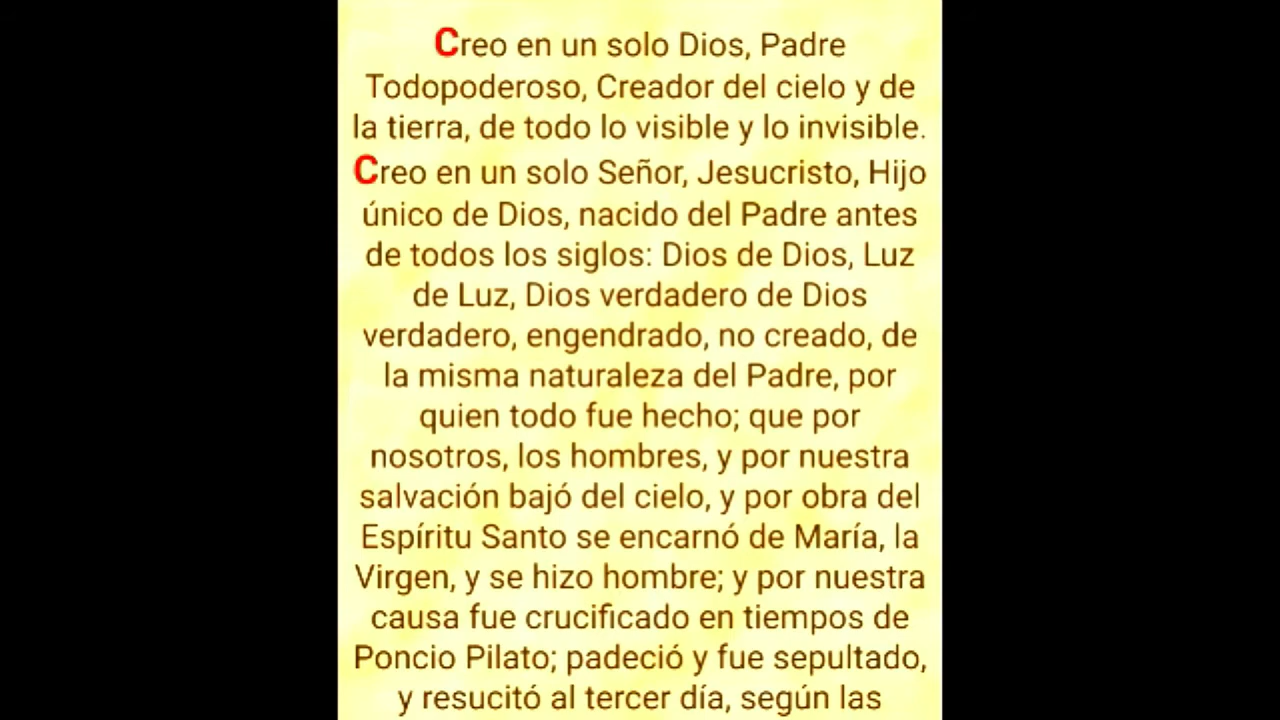 Creo en un solo Dios, Padre
Todopoderoso, Creador del cielo y de
la tierra, de todo lo visible y lo invisible.
Creo en un solo Señor, Jesucristo, Hijo
único de Dios, nacido del Padre antes
de todos los siglos: Dios de Dios, Luz
de Luz, Dios verdadero de Dios
verdadero, engendrado, no creado, de
la misma naturaleza del Padre, por
quien todo fue hecho; que por
nosotros, los hombres, y por nuestra
salvación bajó del cielo, y por obra del
Espíritu Santo se encarnó de María, la
Virgen, y se hizo hombre; y por nuestra
causa fue crucificado en tiempos de
Poncio Pilato; padeció y fue sepultado,
y resucitó al tercer día, según las